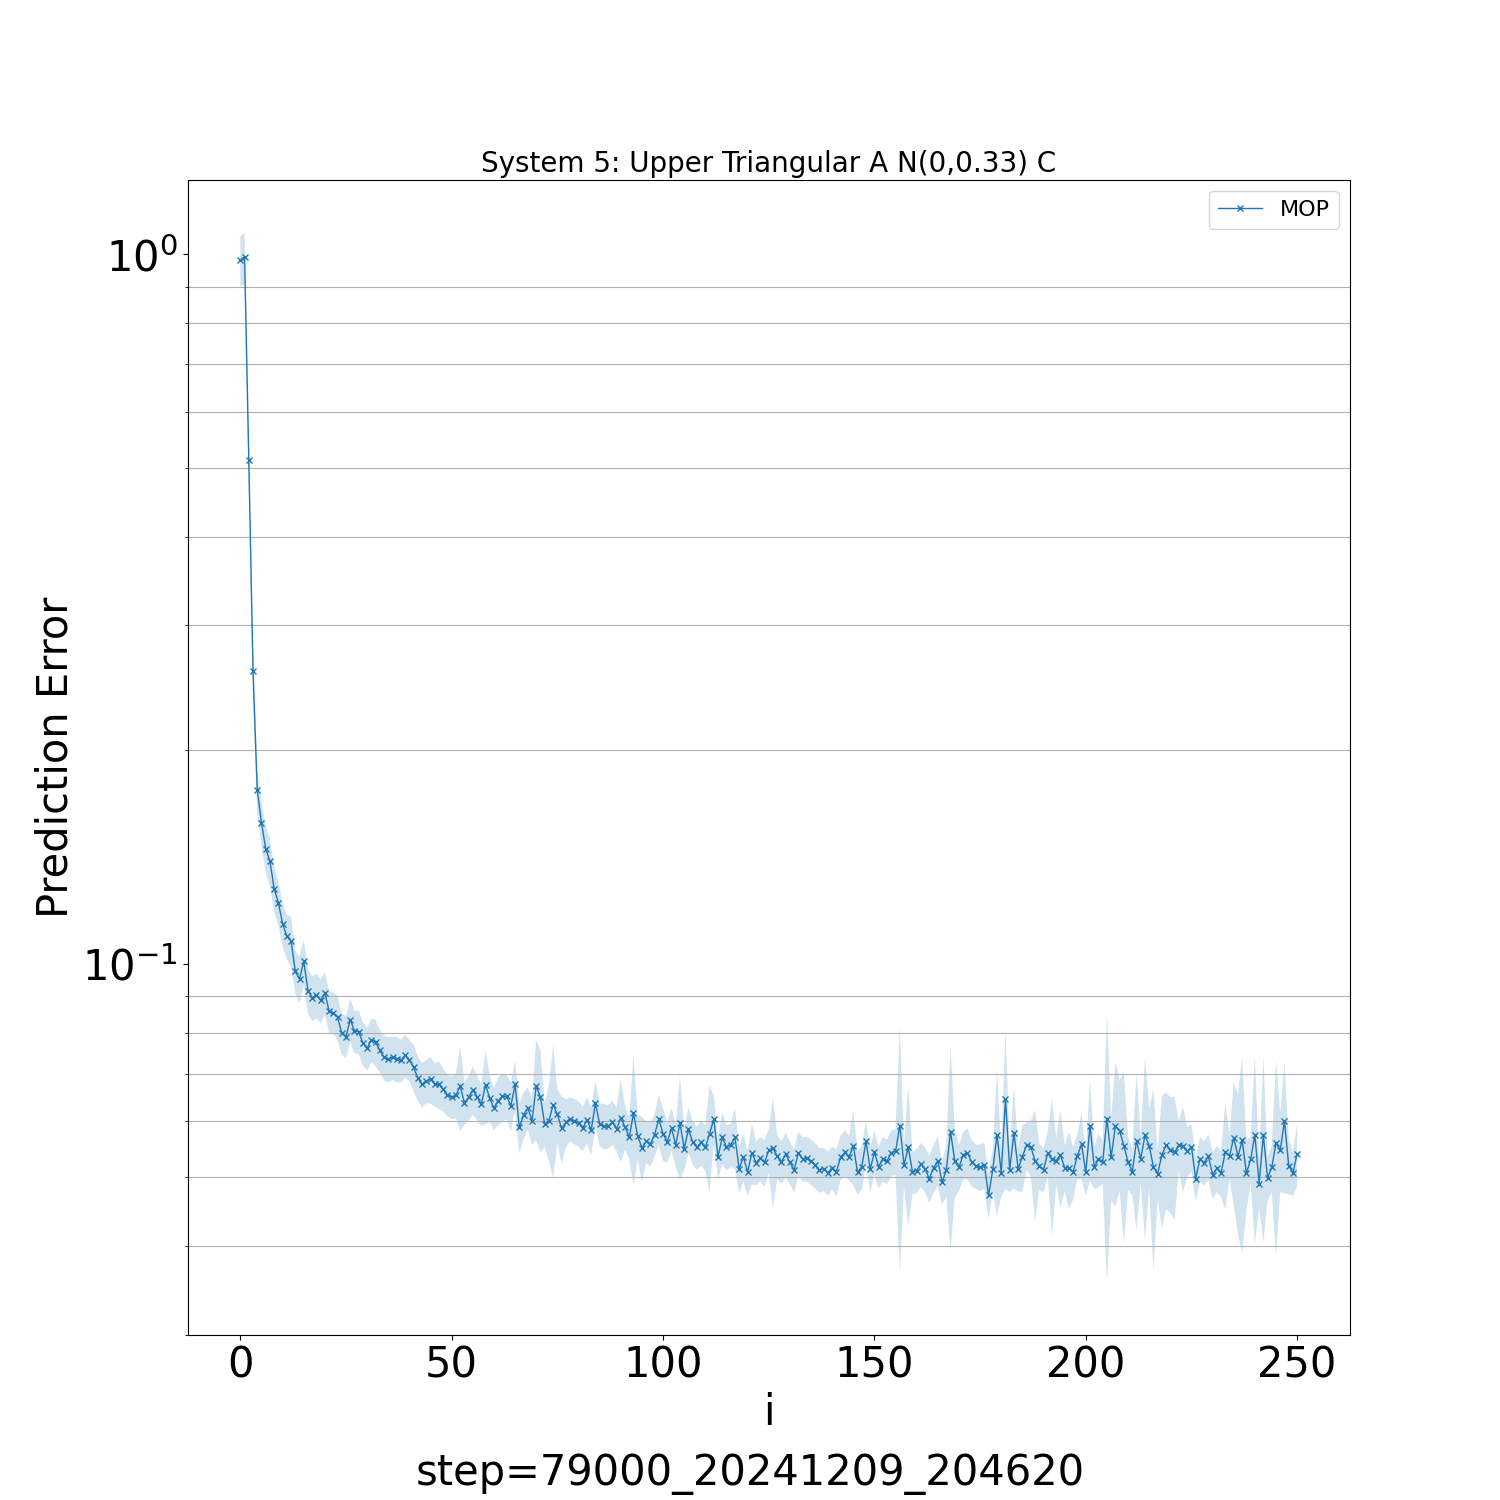 System 5: Upper Triangular A N(0,0.33) C
MOP
10⁰
10⁻¹
Prediction Error
0 50 100 150 200 250
i
step=79000_20241209_204620